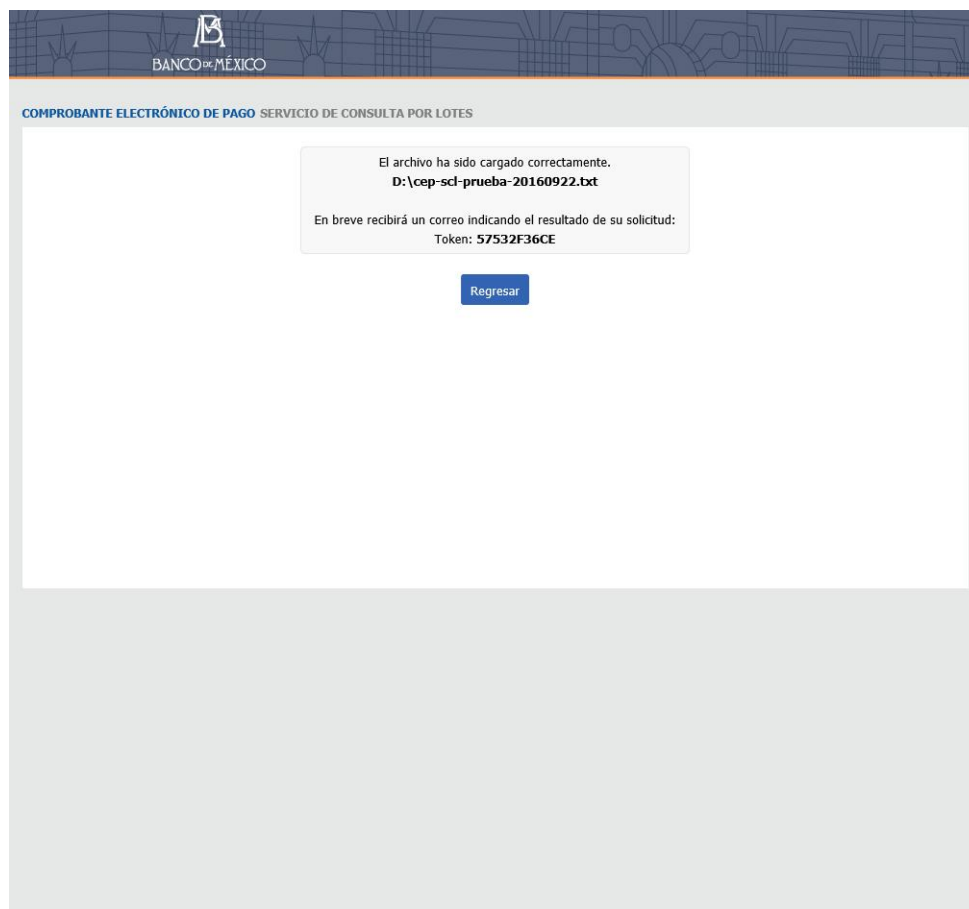 BANCO DE MÉXICO
COMPROBANTE ELECTRÓNICO DE PAGO SERVICIO DE CONSULTA POR LOTES
El archivo ha sido cargado correctamente.
D:\cep-scl-prueba-20160922.txt
En breve recibirá un correo indicando el resultado de su solicitud:
Token: 57532F36CE
Regresar